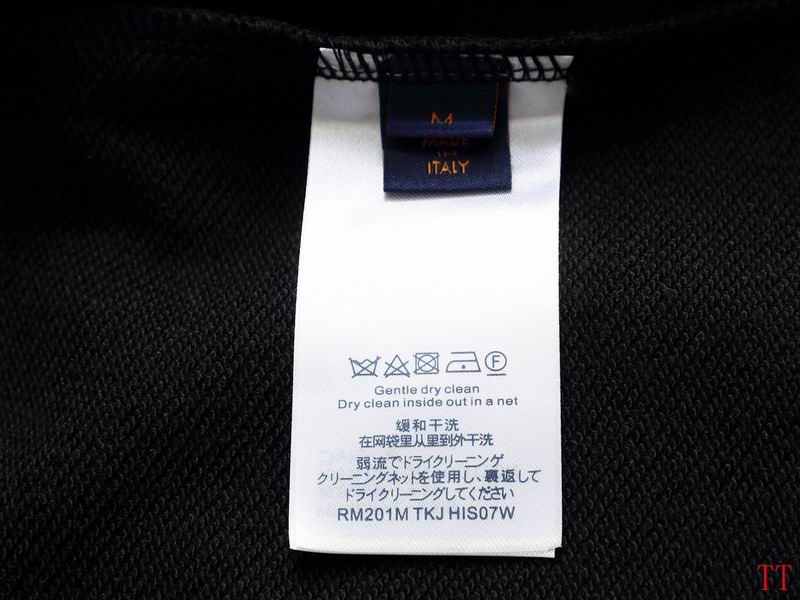 M
MADE
IN
ITALY
Gentle dry clean
Dry clean inside out in a net
缓和干洗
在网袋里从里到外干洗
弱流でドライクリーニング
クリーニングネットを使用し、裏返して
ドライクリーニングしてください
RM201M TKJ HIS07W
TT